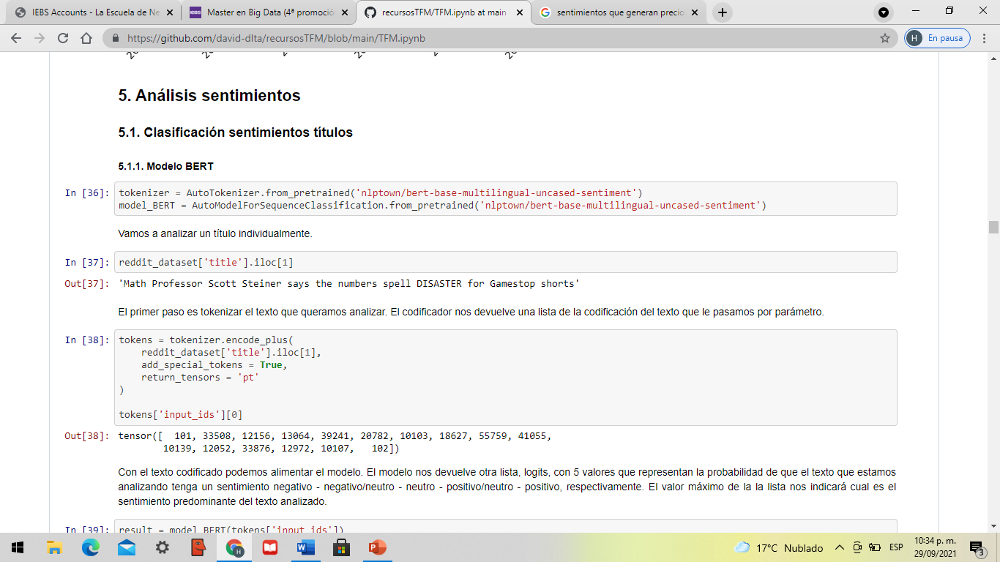 IEBS Accounts - La Escuela de Ne
Master en Big Data (4ª promoció
recursosTFM/TFM.ipynb at main
sentimientos que generan precio
https://github.com/david-dlta/recursosTFM/blob/main/TFM.ipynb
H En pausa
5. Análisis sentimientos
5.1. Clasificación sentimientos títulos
5.1.1. Modelo BERT
In [36]: tokenizer = AutoTokenizer.from_pretrained('nlptown/bert-base-multilingual-uncased-sentiment')
model_BERT = AutoModelForSequenceClassification.from_pretrained('nlptown/bert-base-multilingual-uncased-sentiment')
Vamos a analizar un título individualmente.
In [37]: reddit_dataset['title'].iloc[1]
Out[37]: 'Math Professor Scott Steiner says the numbers spell DISASTER for Gamestop shorts'
El primer paso es tokenizar el texto que queramos analizar. El codificador nos devuelve una lista de la codificación del texto que le pasamos por parámetro.
In [38]: tokens = tokenizer.encode_plus(
reddit_dataset['title'].iloc[1],
add_special_tokens = True,
return_tensors = 'pt'
)
tokens['input_ids'][0]
Out[38]: tensor([ 101, 33508, 12156, 13064, 39241, 20782, 10103, 18627, 55759, 41055,
10139, 12052, 33876, 12972, 10107, 102])
Con el texto codificado podemos alimentar el modelo. El modelo nos devuelve otra lista, logits, con 5 valores que representan la probabilidad de que el texto que estamos
analizando tenga un sentimiento negativo - negativo/neutro - neutro - positivo/neutro - positivo, respectivamente. El valor máximo de la la lista nos indicará cual es el
sentimiento predominante del texto analizado.
In [39]: result = model_BERT(tokens['input_ids'])
17°C Nublado
ESP
10:34 p. m.
29/09/2021
3